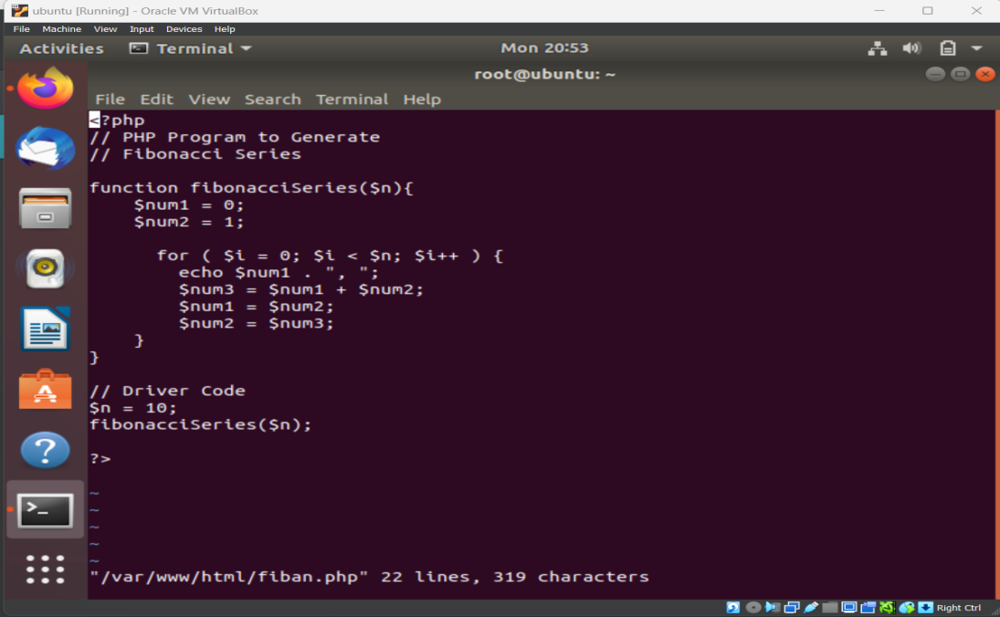 ubuntu [Running] - Oracle VM VirtualBox
File Machine View Input Devices Help
Activities Terminal Mon 20:53
root@ubuntu: ~
File Edit View Search Terminal Help
<?php
// PHP Program to Generate
// Fibonacci Series

function fibonacciSeries($n){
    $num1 = 0;
    $num2 = 1;

      for ( $i = 0; $i < $n; $i++ ) {
        echo $num1 . ", ";
        $num3 = $num1 + $num2;
        $num1 = $num2;
        $num2 = $num3;
    }
}

// Driver Code
$n = 10;
fibonacciSeries($n);

?>

~
~
~
~
~
"/var/www/html/fiban.php" 22 lines, 319 characters
Right Ctrl